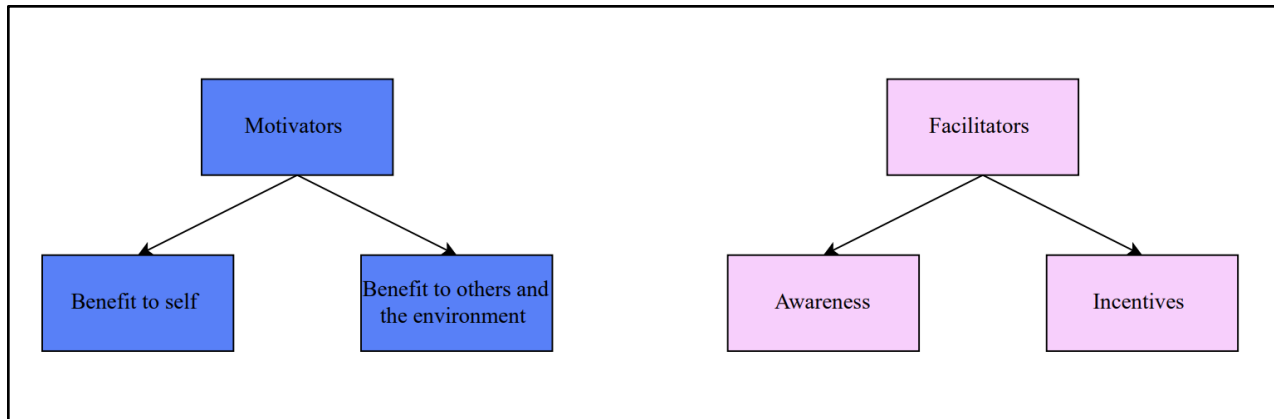 Motivators
Facilitators
Benefit to self
Benefit to others and
the environment
Awareness
Incentives